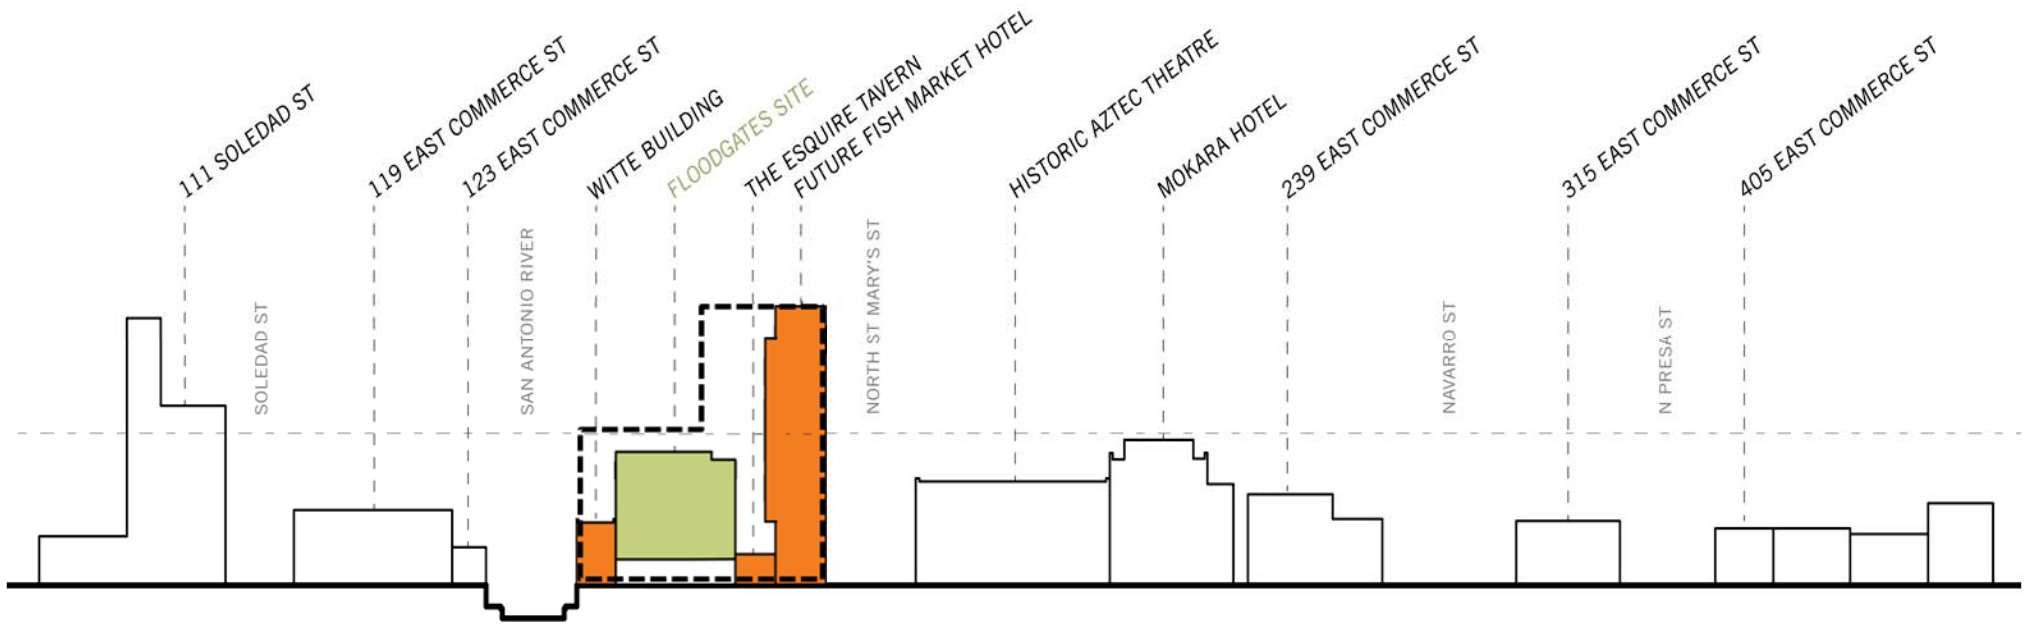 111 SOLEDAD ST
119 EAST COMMERCE ST
123 EAST COMMERCE ST
WITTE BUILDING
FLOODGATES SITE
THE ESQUIRE TAVERN
FUTURE FISH MARKET HOTEL
HISTORIC AZTEC THEATRE
MOKARA HOTEL
239 EAST COMMERCE ST
315 EAST COMMERCE ST
405 EAST COMMERCE ST
SOLEDAD ST
SAN ANTONIO RIVER
NORTH ST MARY'S ST
NAVARRO ST
N PRESA ST